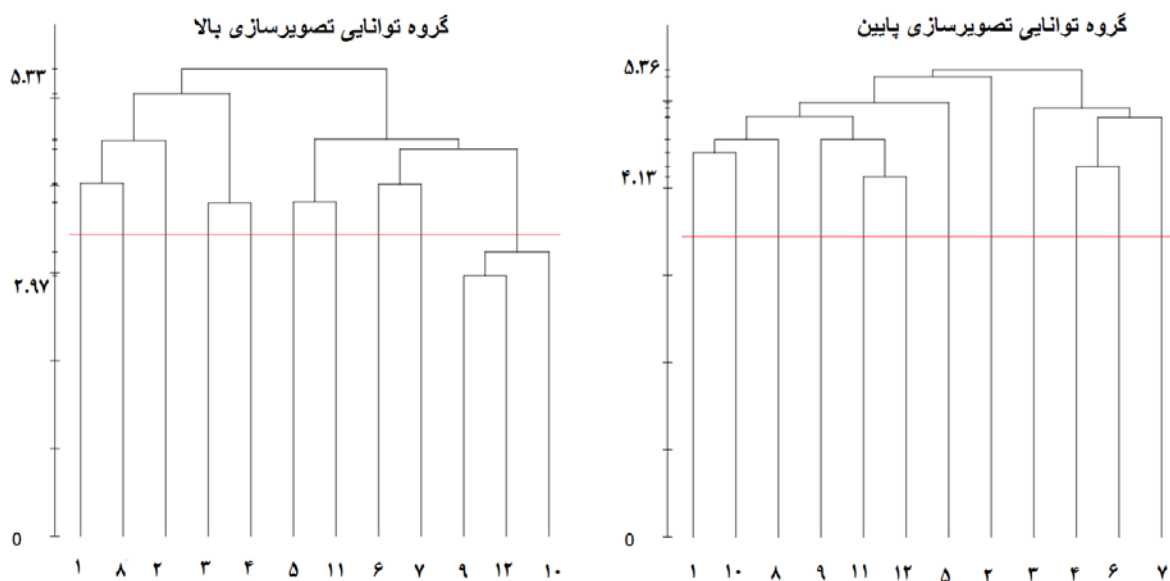 گروه توانایی تصویرسازی بالا
۵.۳۳
۲.۹۷
0
۱ ۸ ۲ ۳ ۴ ۵ ۱۱ ۶ ۷ ۹ ۱۲ ۱۰
گروه توانایی تصویرسازی پایین
۵.۳۶
۴.۱۳
0
۱ ۱۰ ۸ ۹ ۱۱ ۱۲ ۵ ۲ ۳ ۴ ۶ ۷